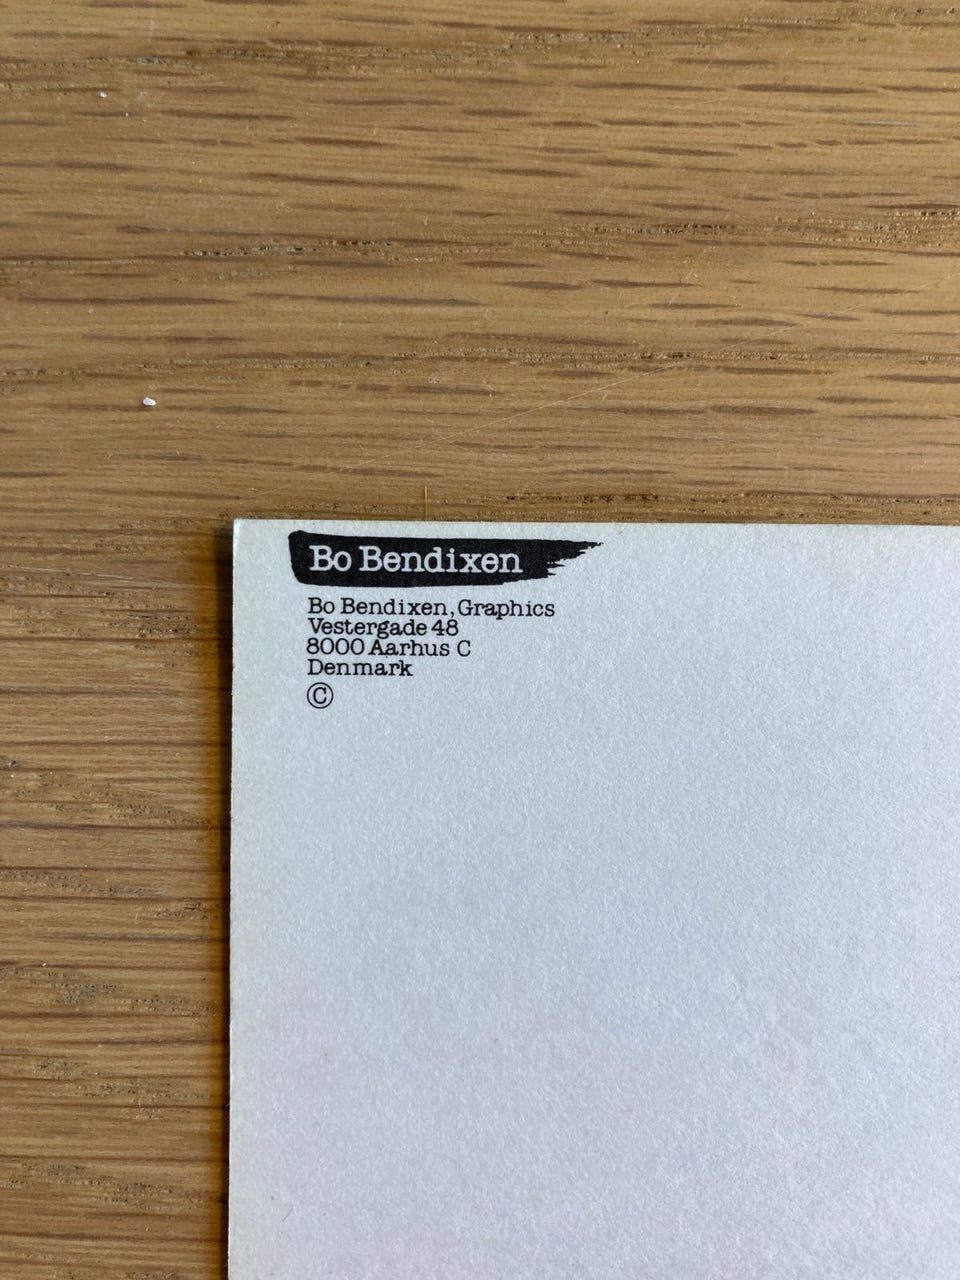 Bo Bendixen
Bo Bendixen, Graphics
Vestergade 48
8000 Aarhus C
Denmark
©